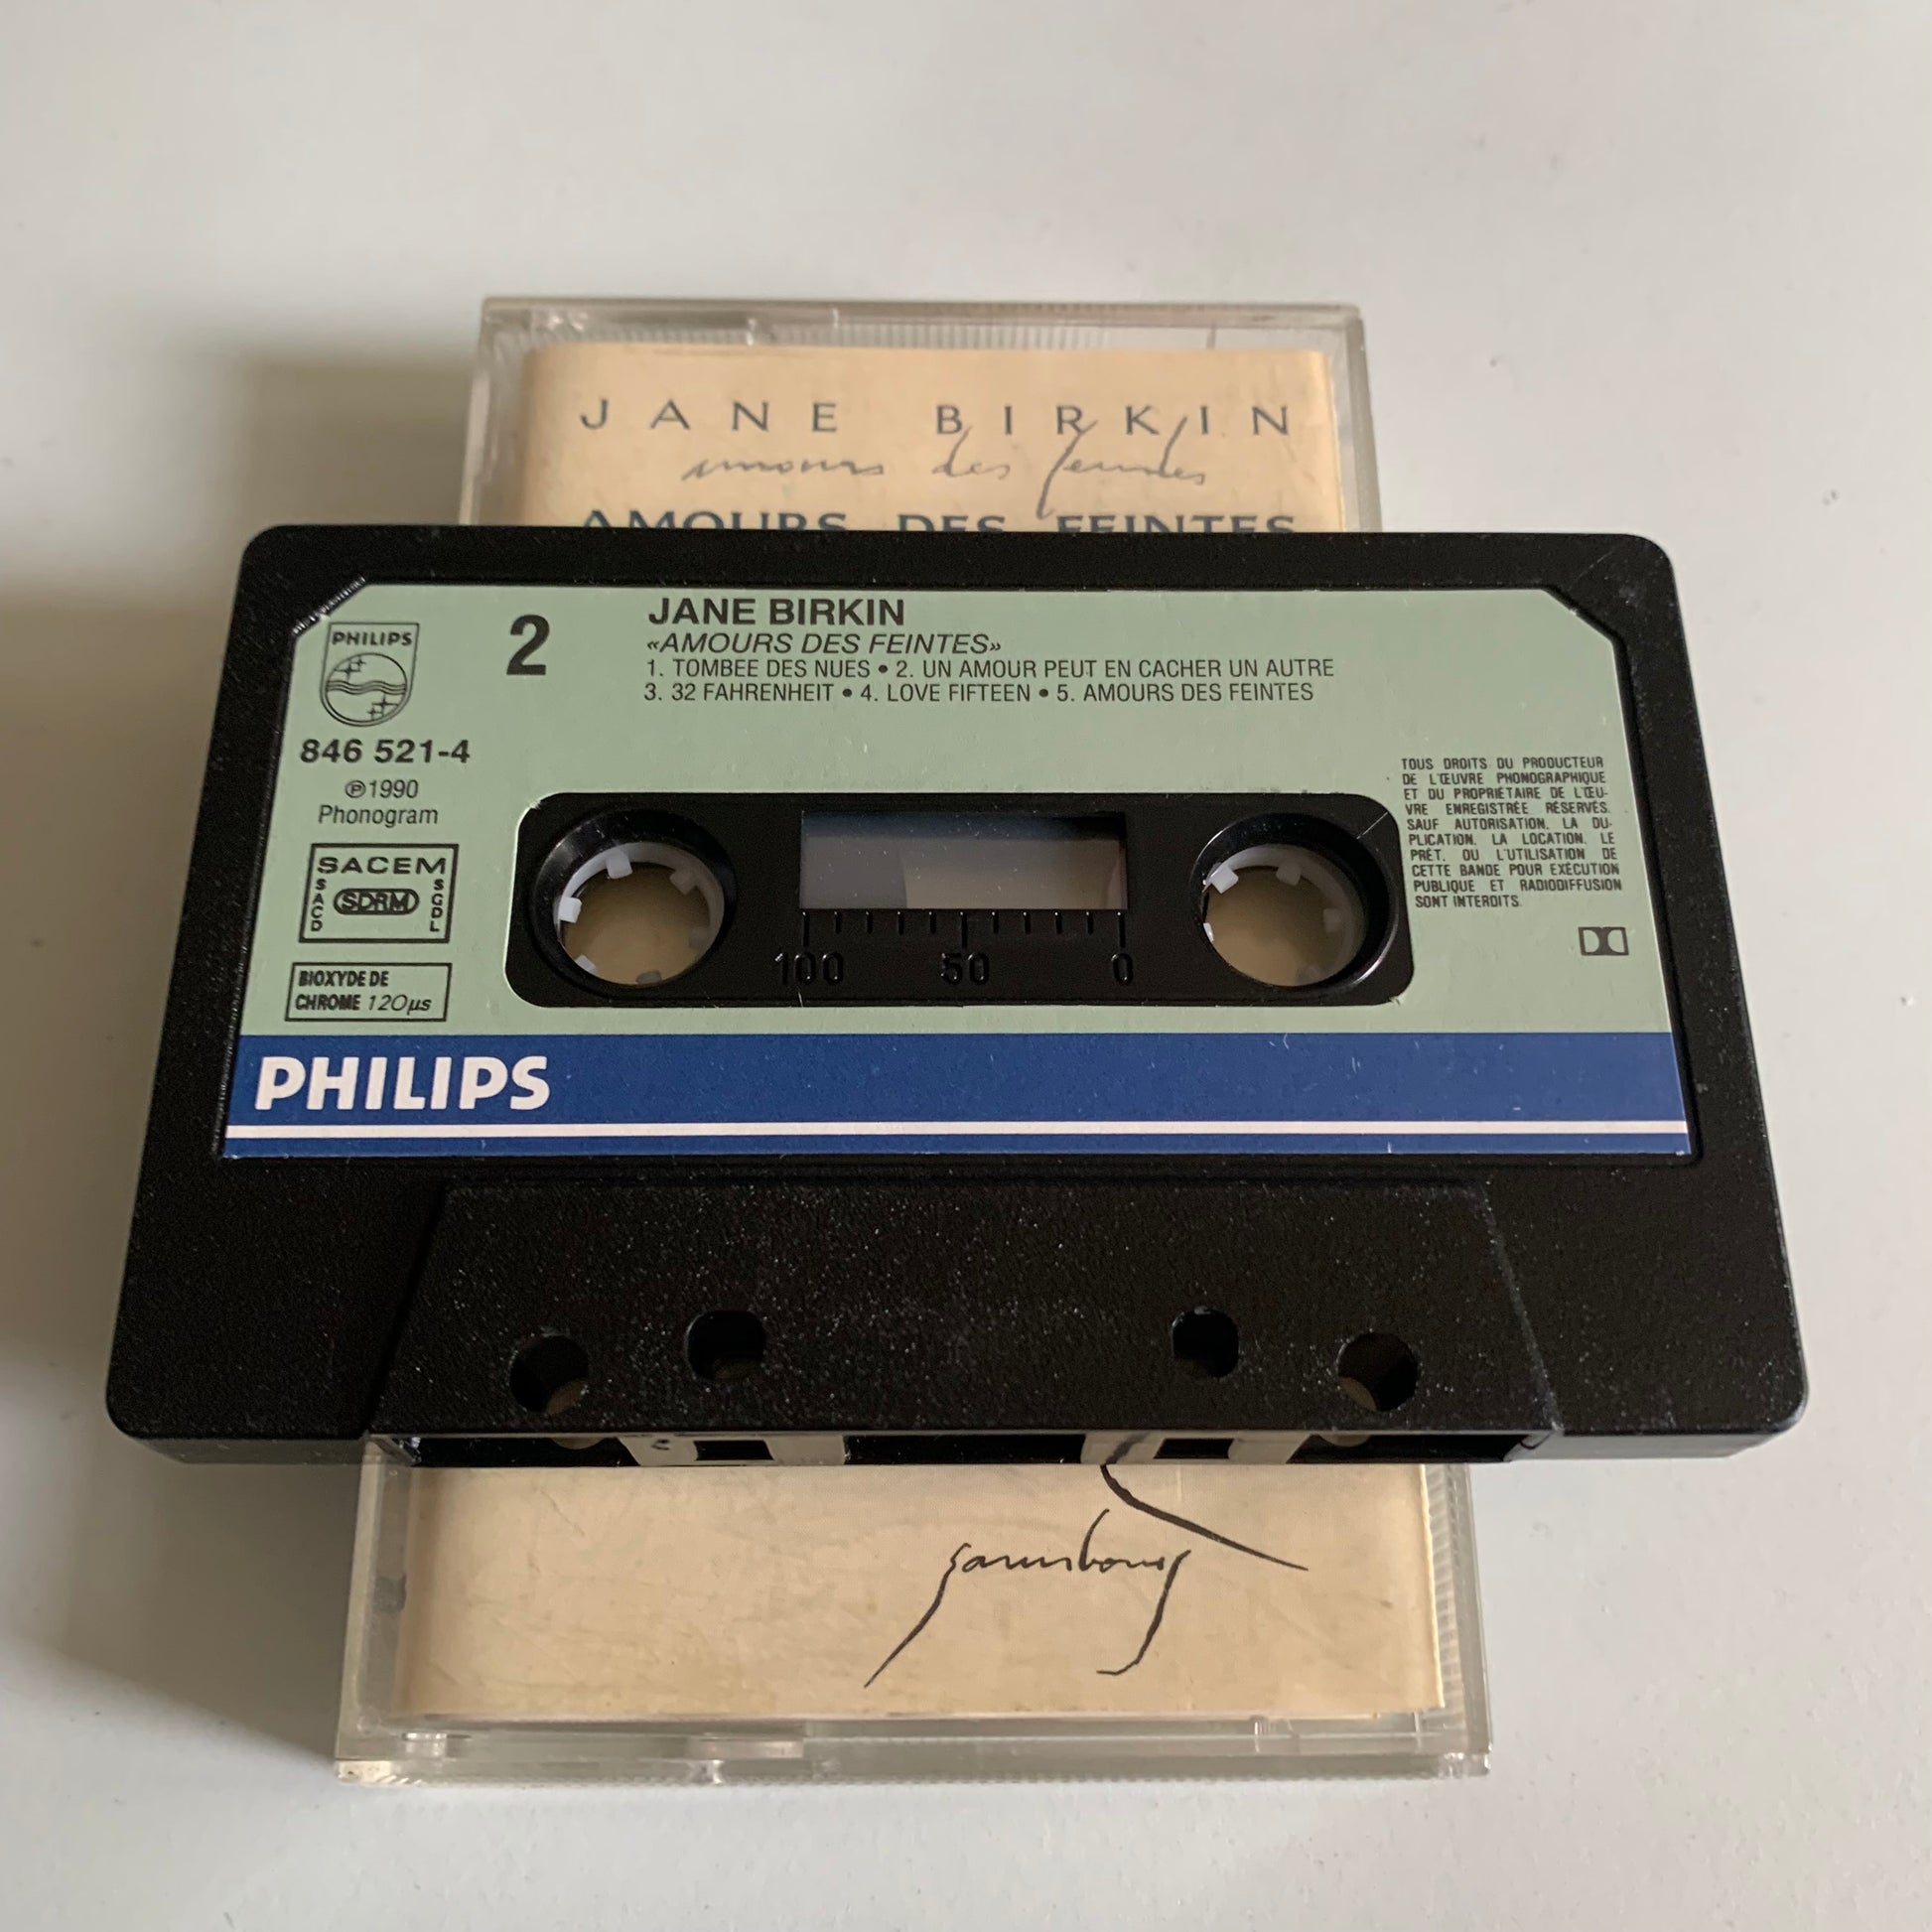 JANE BIRKIN
amours des feintes
AMOURS DES FEINTES
PHILIPS
2
JANE BIRKIN
«AMOURS DES FEINTES»
1. TOMBEE DES NUES • 2. UN AMOUR PEUT EN CACHER UN AUTRE
3. 32 FAHRENHEIT • 4. LOVE FIFTEEN • 5. AMOURS DES FEINTES
846 521-4
℗1990
Phonogram
SACEM
SACD
SDRM
SGDL
BIOXYDE DE
CHROME 120µs
TOUS DROITS DU PRODUCTEUR
DE L'ŒUVRE PHONOGRAPHIQUE
ET DU PROPRIÉTAIRE DE L'ŒU-
VRE ENREGISTRÉE RÉSERVÉS.
SAUF AUTORISATION, LA DU-
PLICATION, LA LOCATION, LE
PRÊT, OU L'UTILISATION DE
CETTE BANDE POUR EXÉCUTION
PUBLIQUE ET RADIODIFFUSION
SONT INTERDITS.
100 50 0
PHILIPS
gainsbourg